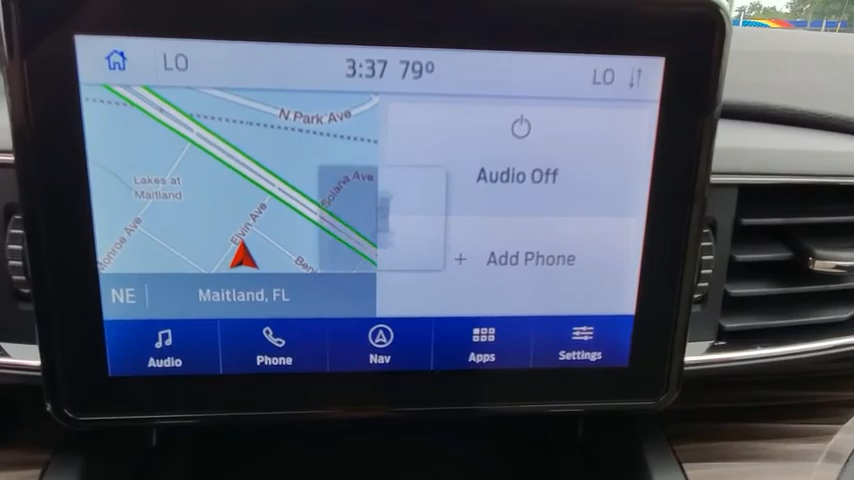 LO 3:37 79° LO
N Park Ave
Lakes at
Maitland
Solana Ave
Elvin Ave
Monroe Ave
NE Maitland, FL
Audio Off
+ Add Phone
Audio Phone Nav Apps Settings